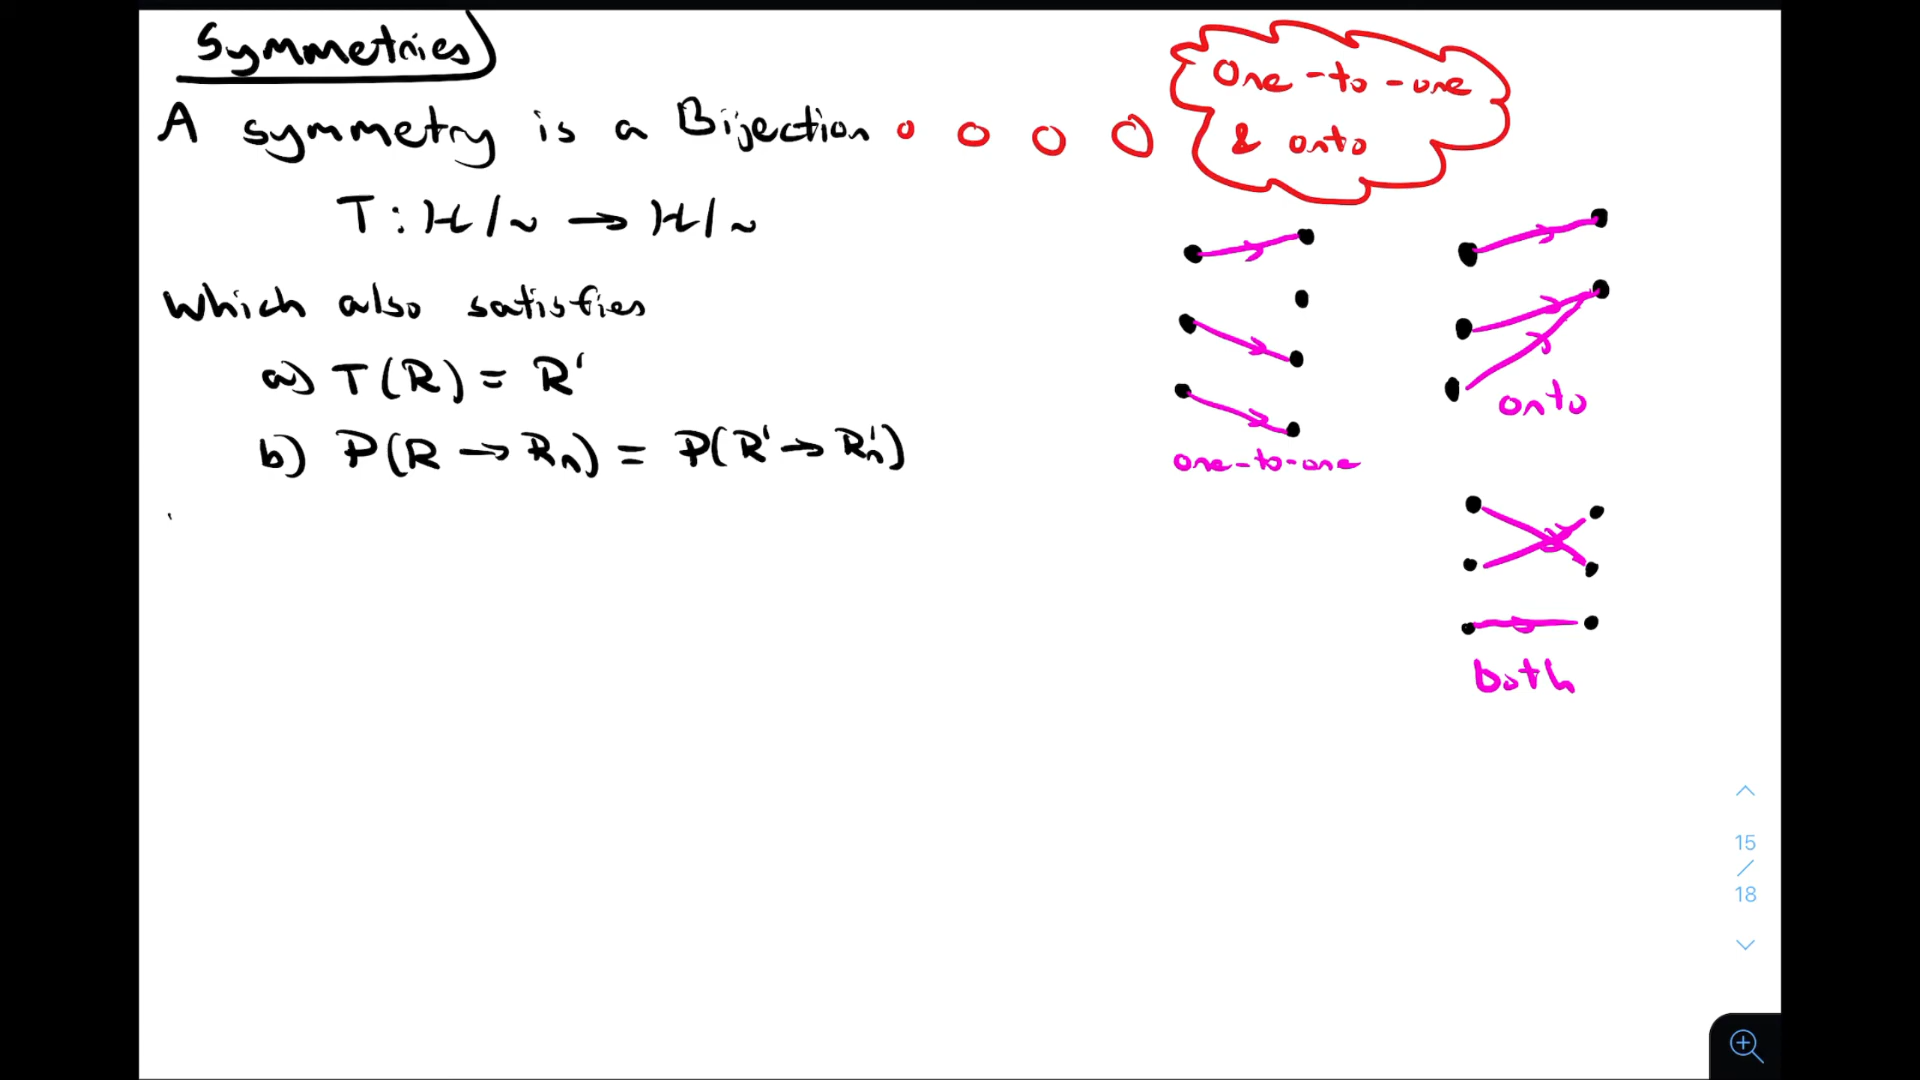 Symmetries
A symmetry is a Bijection
One-to-one
& onto
T : H/~ → H/~
Which also satisfies
a) T(R) = R'
b) P(R → Rn) = P(R' → R'n)
one-to-one
onto
both
15
/
18